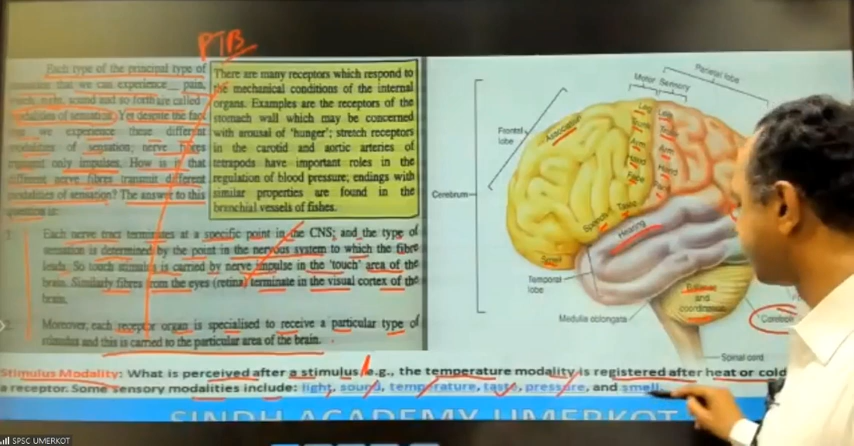 PTB
Each type of the principal type of
that we can experience pain,
touch, sound and so forth are called
modalities of sensation. Yet despite the fact
we experience these different
modalities of sensation, nerve fibres
transmit only impulses. How is it that
different nerve fibres transmit different
modalities of sensation? The answer to this
question is:
There are many receptors which respond to
the mechanical conditions of the internal
organs. Examples are the receptors of the
stomach wall which may be concerned
with arousal of 'hunger'; stretch receptors
in the carotid and aortic arteries of
tetrapods have important roles in the
regulation of blood pressure; endings with
similar properties are found in the
branchial vessels of fishes.
1. Each nerve tract terminates at a specific point in the CNS; and the type of
sensation is determined by the point in the nervous system to which the fibre
leads. So touch stimulus is carried by nerve impulse in the 'touch' area of the
brain. Similarly fibres from the eyes (retina) terminate in the visual cortex of the
brain.
Moreover, each receptor organ is specialised to receive a particular type of
stimulus and this is carried to the particular area of the brain.
Parietal lobe
Motor
Sensory
Frontal
lobe
Association
Leg
Trunk
Arm
Hand
Face
Leg
Trunk
Arm
Hand
Face
Cerebrum
Speech
Taste
Hearing
Smell
Temporal
lobe
Balance
and
coordination
Medulla oblongata
Cerebell
Spinal cord
Stimulus Modality: What is perceived after a stimulus e.g., the temperature modality is registered after heat or cold
a receptor. Some sensory modalities include: light, sound, temperature, taste, pressure, and smell.
SINDH ACADEMY UMERKOT
SPSC UMERKOT